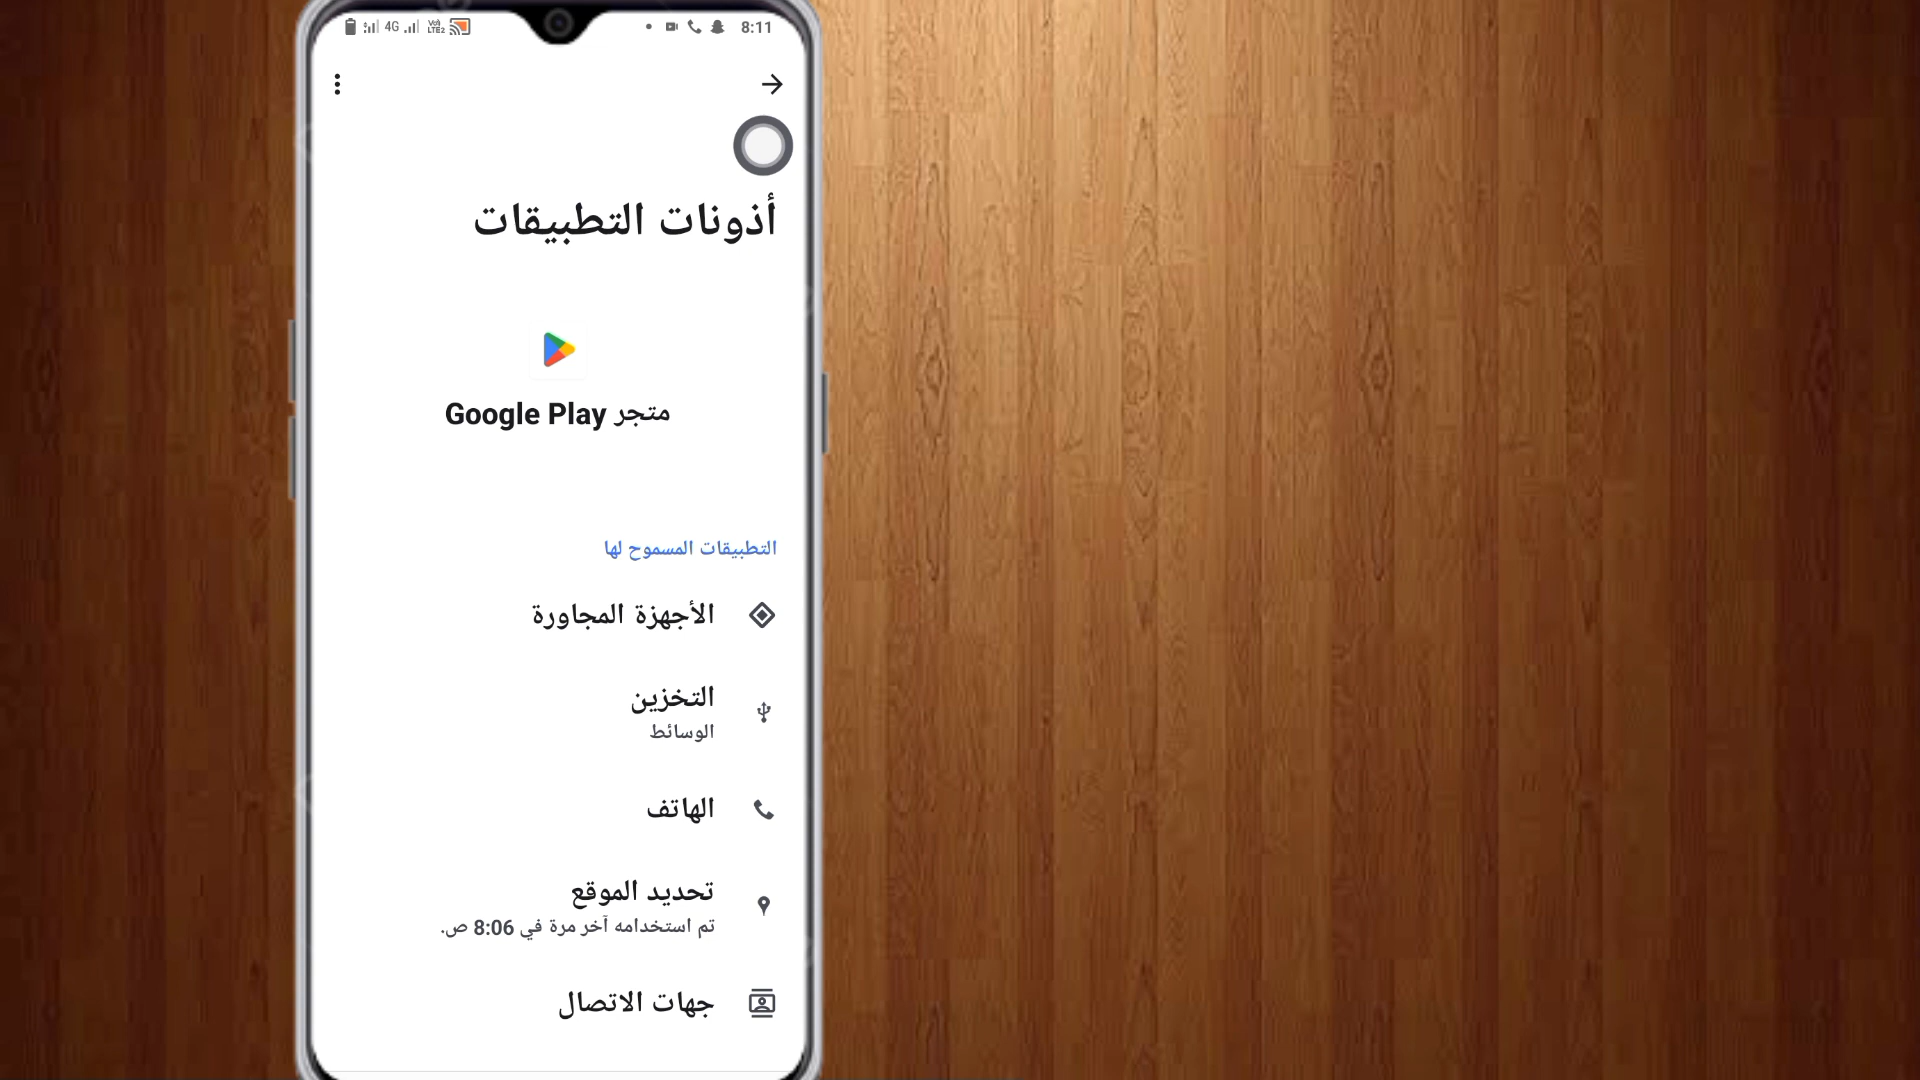 4G VoLTE2 8:11
أذونات التطبيقات
متجر Google Play
التطبيقات المسموح لها
الأجهزة المجاورة
التخزين
الوسائط
الهاتف
تحديد الموقع
تم استخدامه آخر مرة في 8:06 ص.
جهات الاتصال